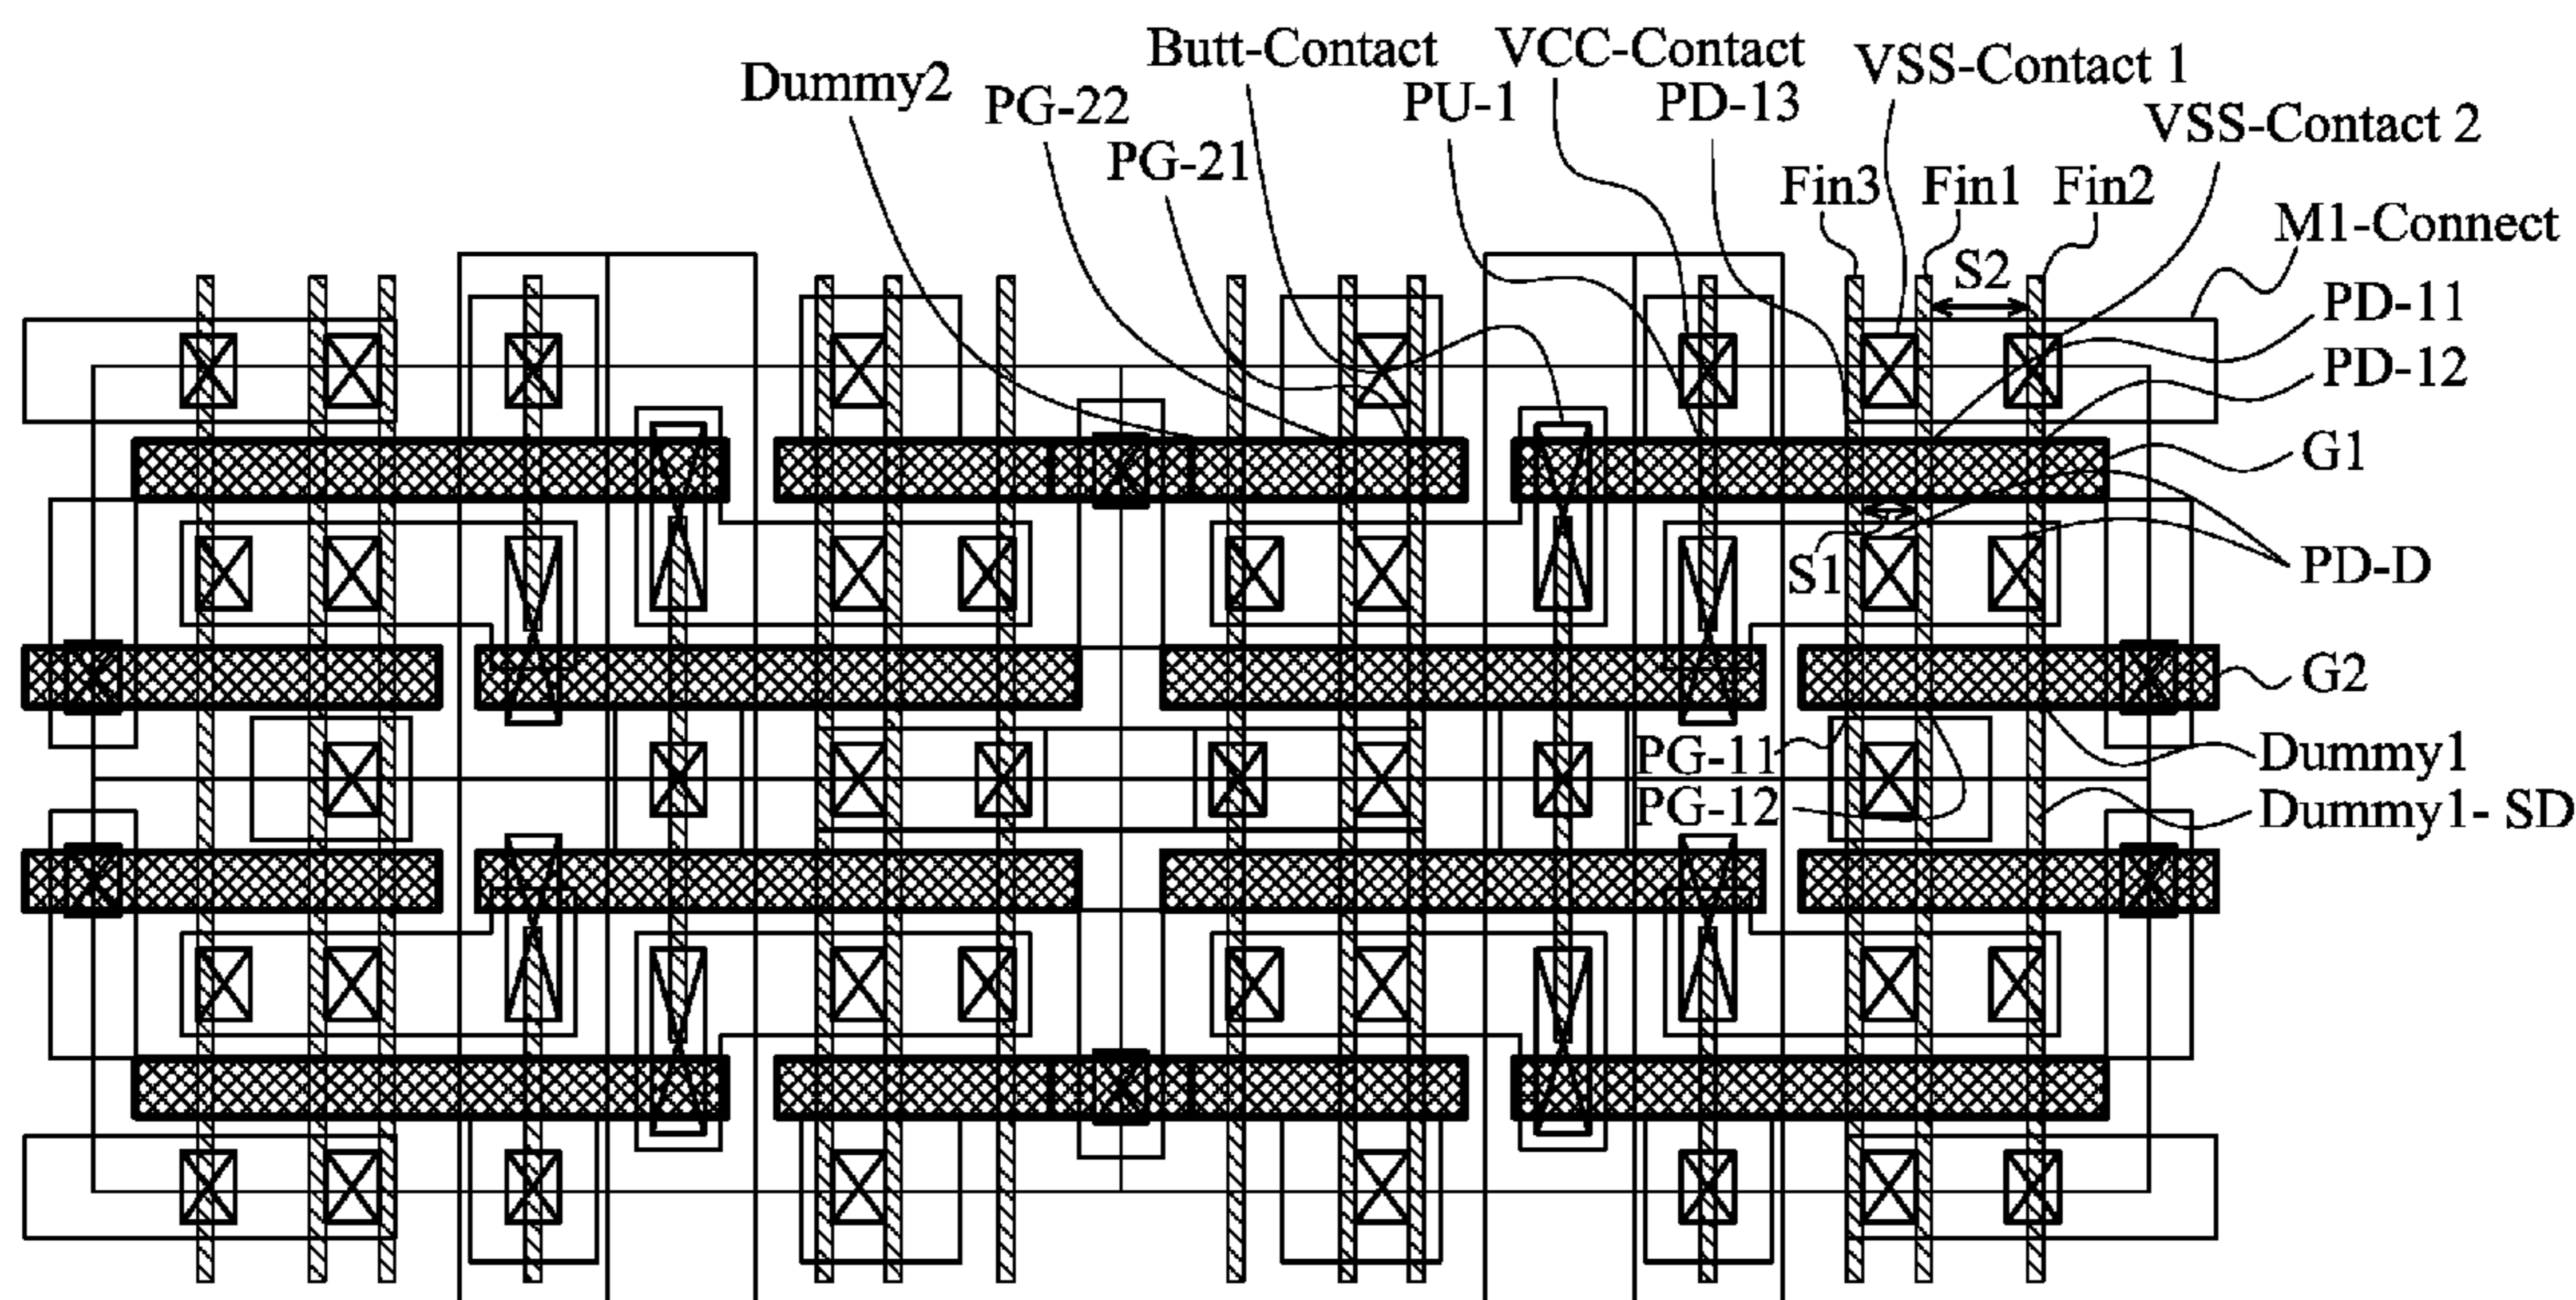 Butt-Contact
VCC-Contact
VSS-Contact 1
Dummy2
PG-22
PU-1
PD-13
VSS-Contact 2
PG-21
Fin3
Fin1
Fin2
M1-Connect
S2
PD-11
PD-12
G1
S1
PD-D
G2
PG-11
Dummy1
PG-12
Dummy1- SD